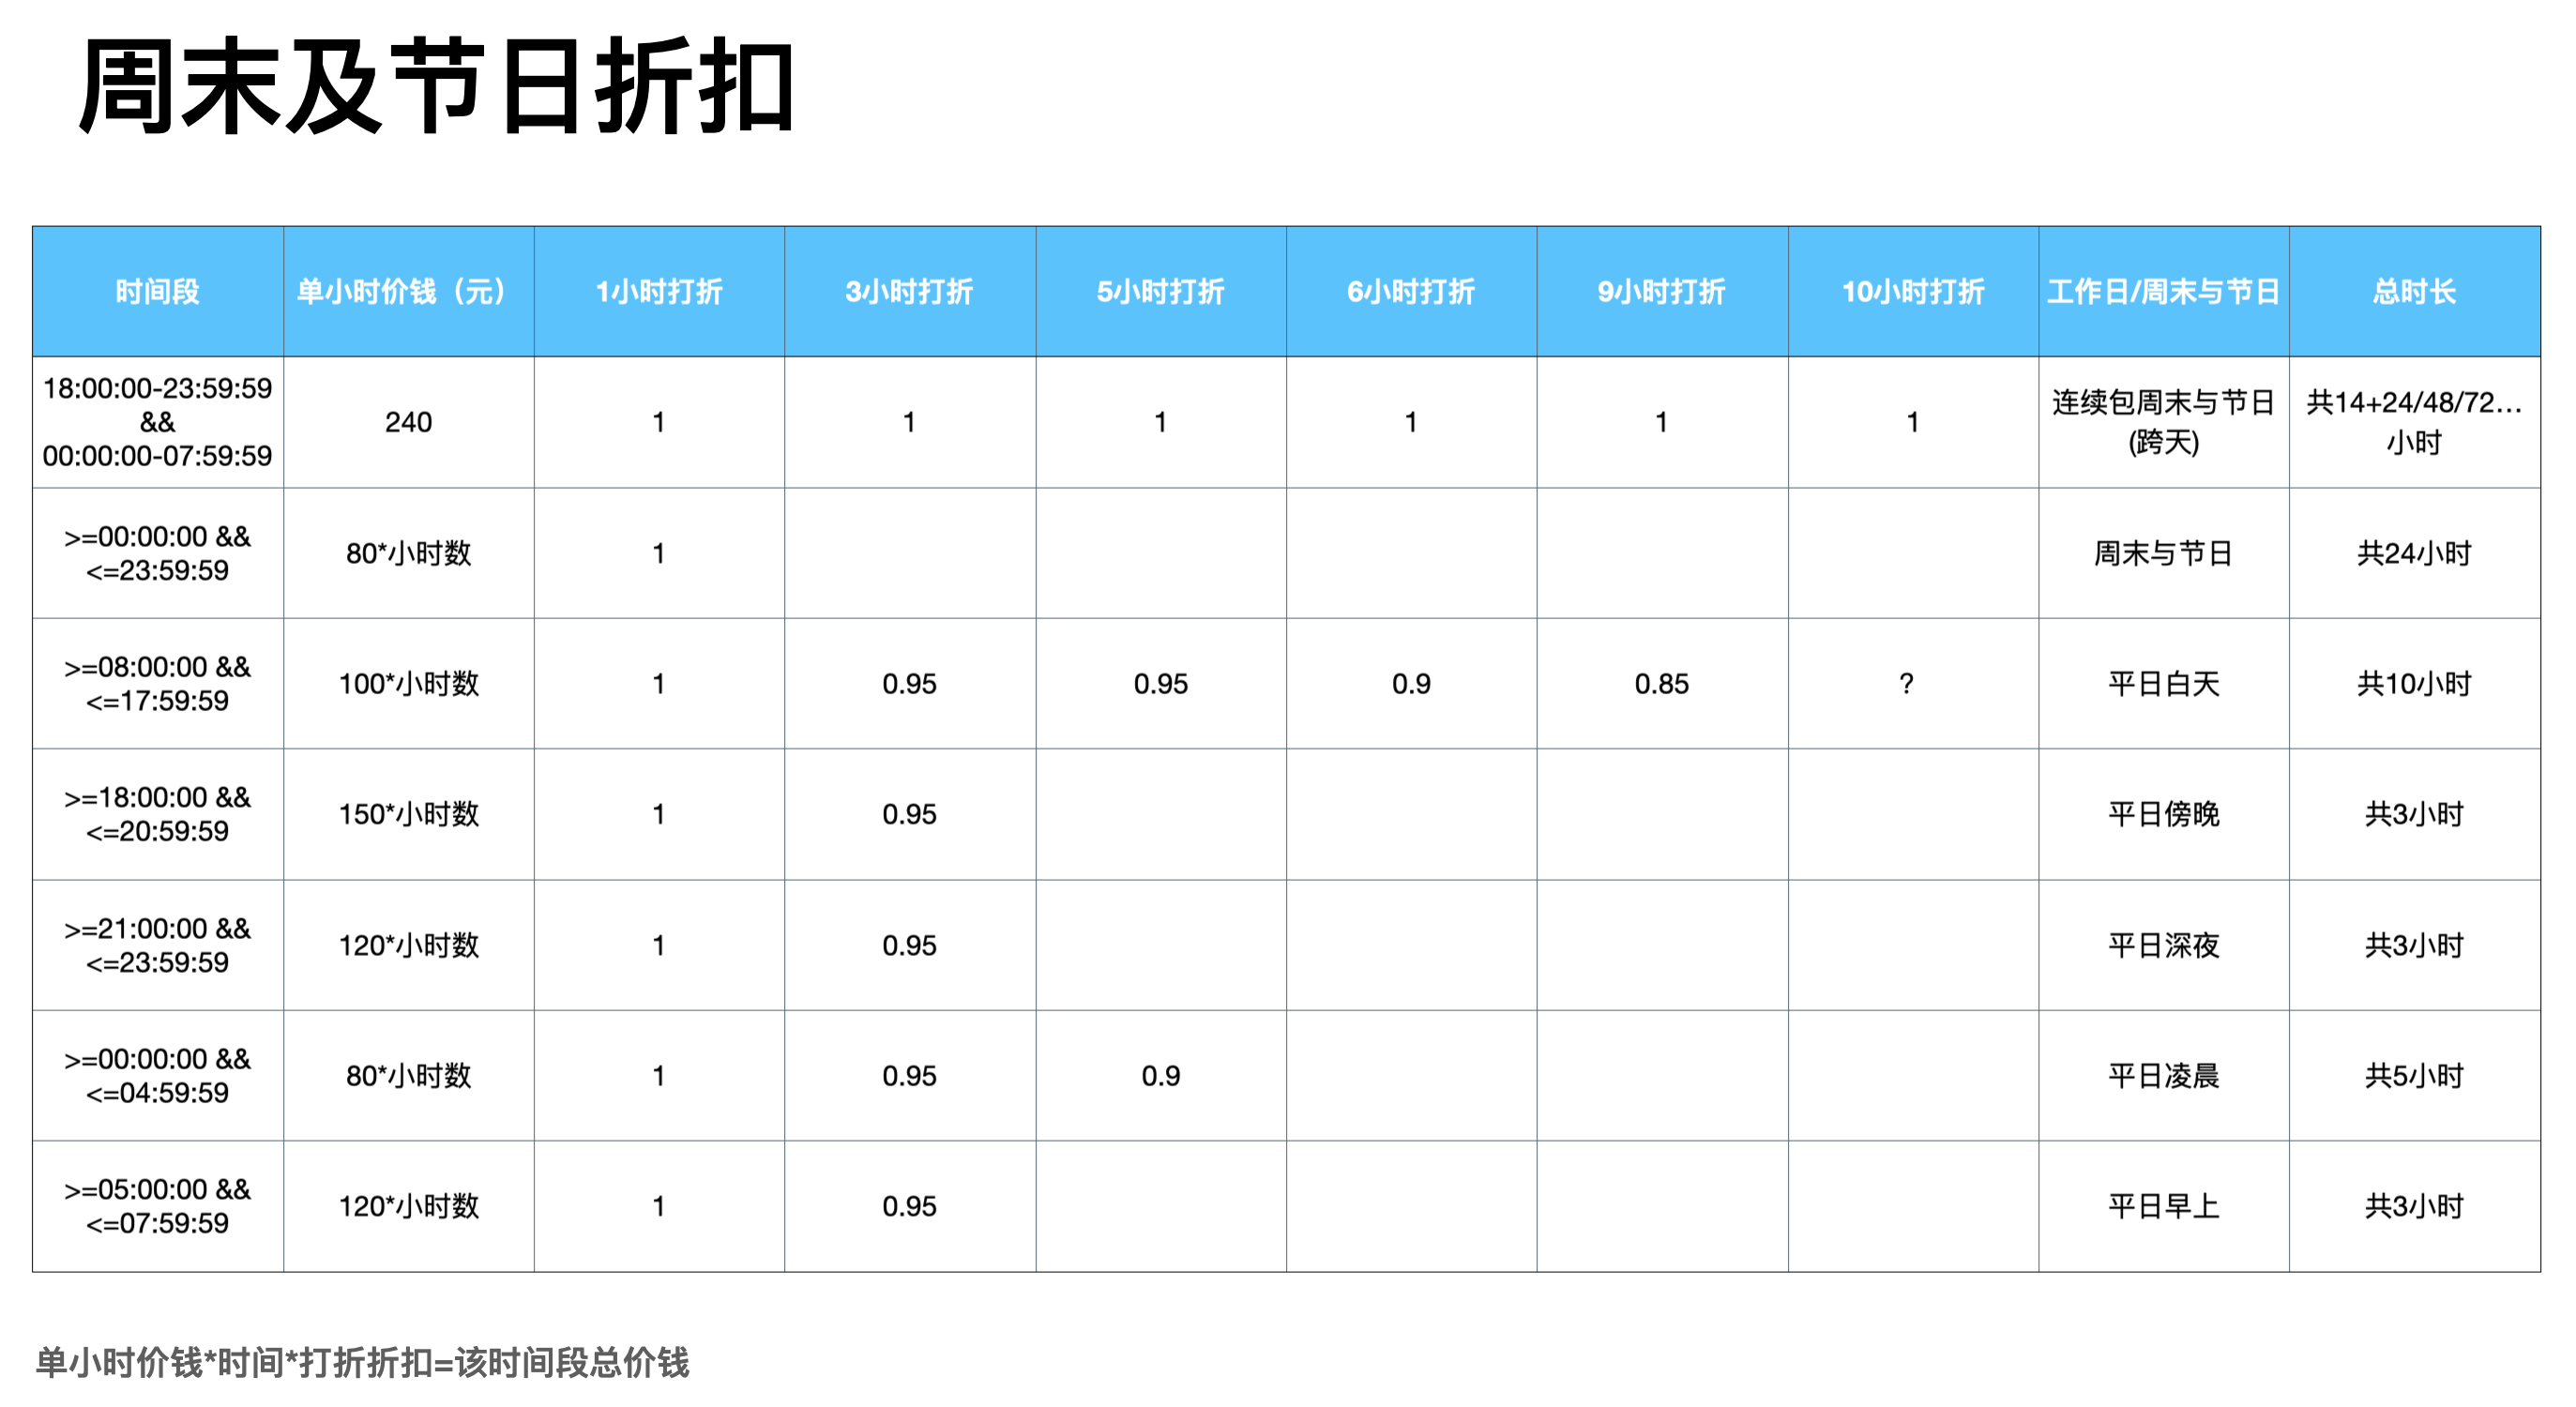 周末及节日折扣
时间段 单小时价钱（元） 1小时打折 3小时打折 5小时打折 6小时打折 9小时打折 10小时打折 工作日/周末与节日 总时长
18:00:00-23:59:59
&&
00:00:00-07:59:59
240 1 1 1 1 1 1
连续包周末与节日
(跨天)
共14+24/48/72…
小时
>=00:00:00 &&
<=23:59:59
80*小时数 1 周末与节日 共24小时
>=08:00:00 &&
<=17:59:59
100*小时数 1 0.95 0.95 0.9 0.85 ? 平日白天 共10小时
>=18:00:00 &&
<=20:59:59
150*小时数 1 0.95 平日傍晚 共3小时
>=21:00:00 &&
<=23:59:59
120*小时数 1 0.95 平日深夜 共3小时
>=00:00:00 &&
<=04:59:59
80*小时数 1 0.95 0.9 平日凌晨 共5小时
>=05:00:00 &&
<=07:59:59
120*小时数 1 0.95 平日早上 共3小时
单小时价钱*时间*打折折扣=该时间段总价钱